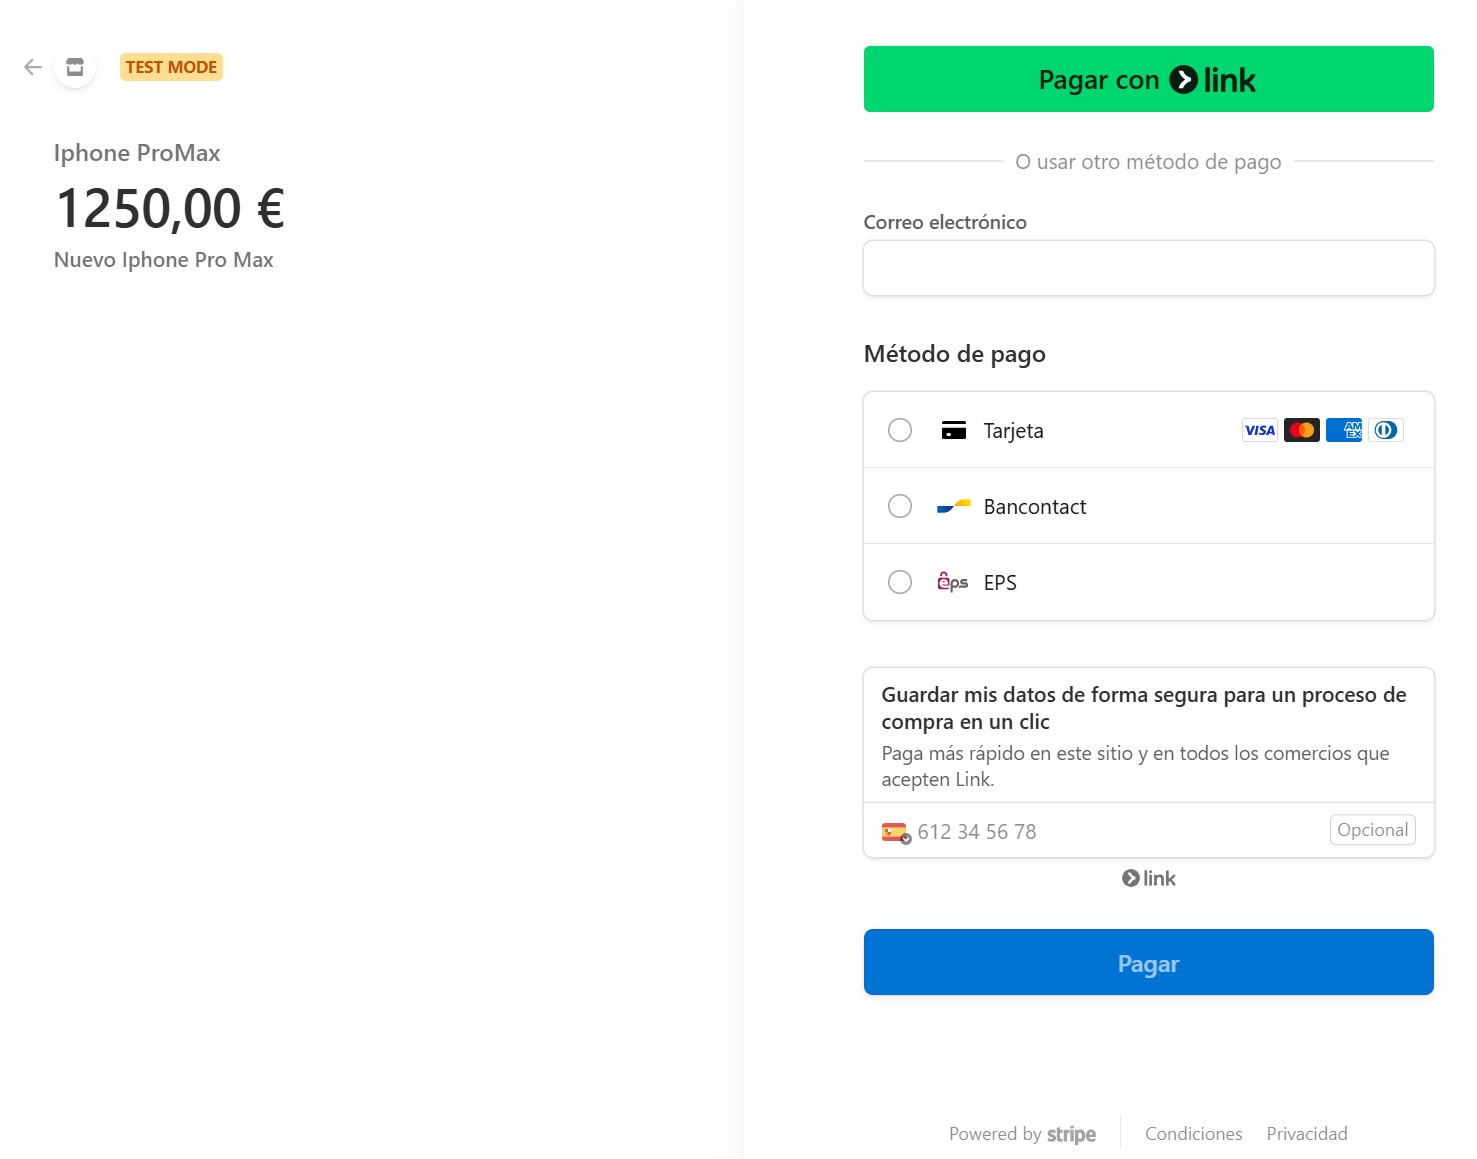 TEST MODE
Iphone ProMax
1250,00 €
Nuevo Iphone Pro Max
Pagar con link
O usar otro método de pago
Correo electrónico
Método de pago
Tarjeta VISA AM EX
Bancontact
eps EPS
Guardar mis datos de forma segura para un proceso de
compra en un clic
Paga más rápido en este sitio y en todos los comercios que
acepten Link.
612 34 56 78 Opcional
link
Pagar
Powered by stripe Condiciones Privacidad